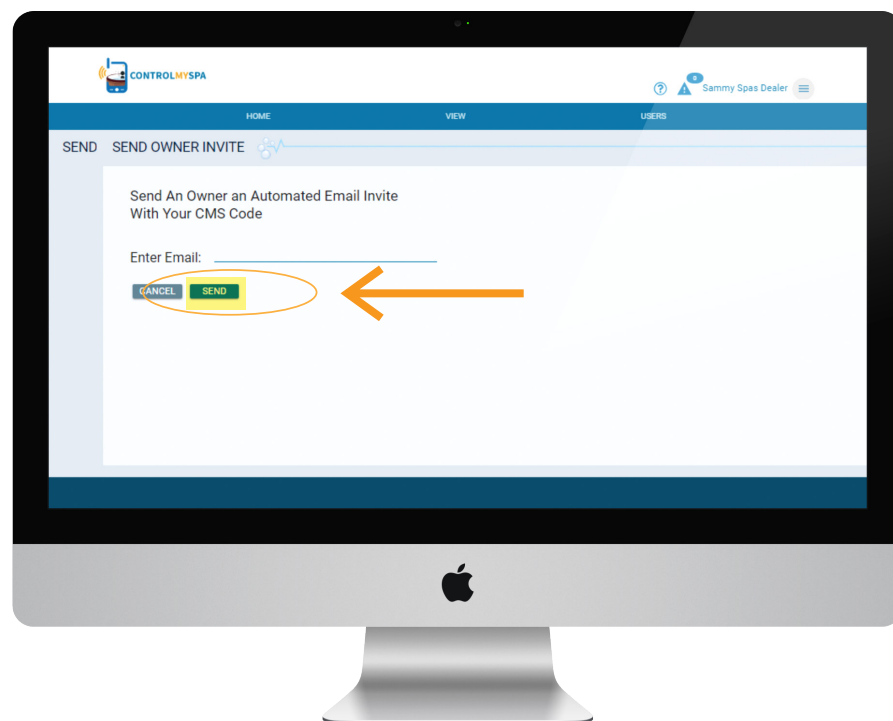 CONTROLMYSPA
0
Sammy Spas Dealer
HOME VIEW USERS
SEND SEND OWNER INVITE
Send An Owner an Automated Email Invite
With Your CMS Code
Enter Email:
CANCEL SEND